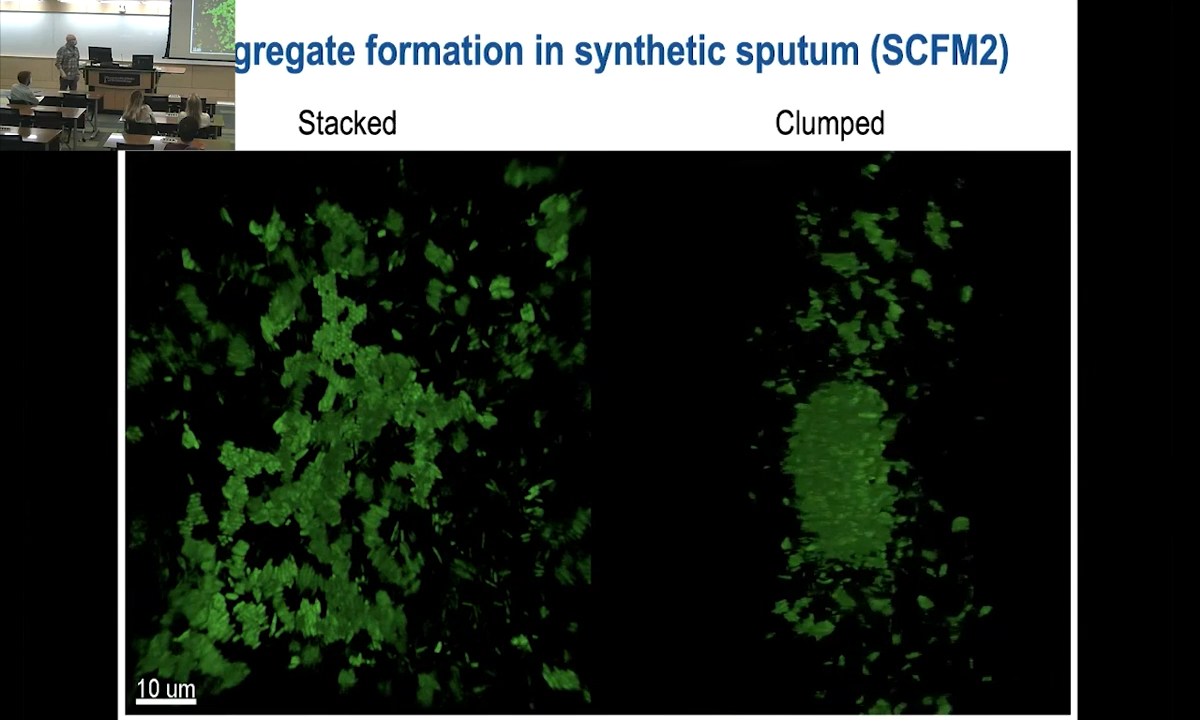 gregate formation in synthetic sputum (SCFM2)
Stacked
Clumped
10 um